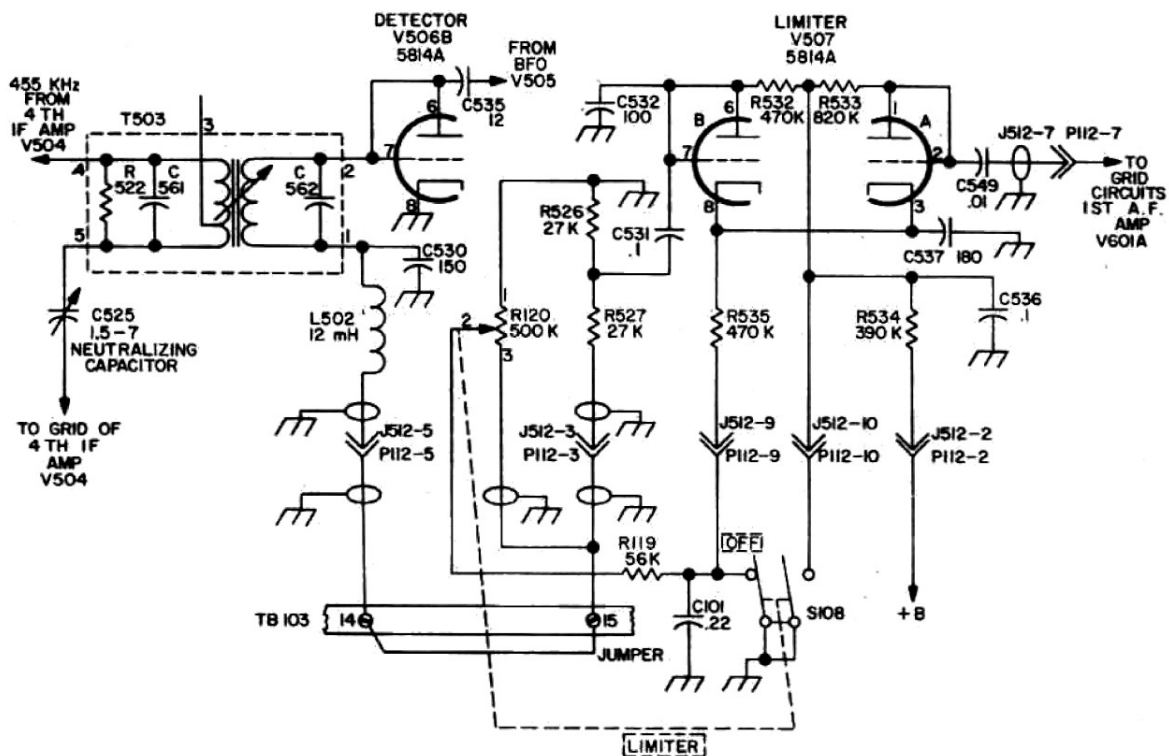 DETECTOR
V506B
5814A
FROM
BFO
V505
LIMITER
V507
5814A
455 KHz
FROM
4 TH
IF AMP
V504
T503
3
A
R
522
C
561
C
562
2
5
1
6
7
8
C535
12
C532
100
B
6
7
8
R532
470K
R533
820K
A
1
2
3
J512-7
P112-7
C549
.01
TO
GRID
CIRCUITS
1ST A.F.
AMP
V601A
C530
150
R526
27K
C531
.1
C537
180
C525
1.5-7
NEUTRALIZING
CAPACITOR
L502
12 mH
1
2
3
R120
500K
R527
27K
R535
470 K
R534
390K
C536
.1
TO GRID OF
4 TH IF
AMP
V504
J512-5
P112-5
J512-3
P112-3
J512-9
P112-9
J512-10
P112-10
J512-2
P112-2
R119
56K
OFF
C101
.22
S108
+B
TB 103
14
15
JUMPER
LIMITER